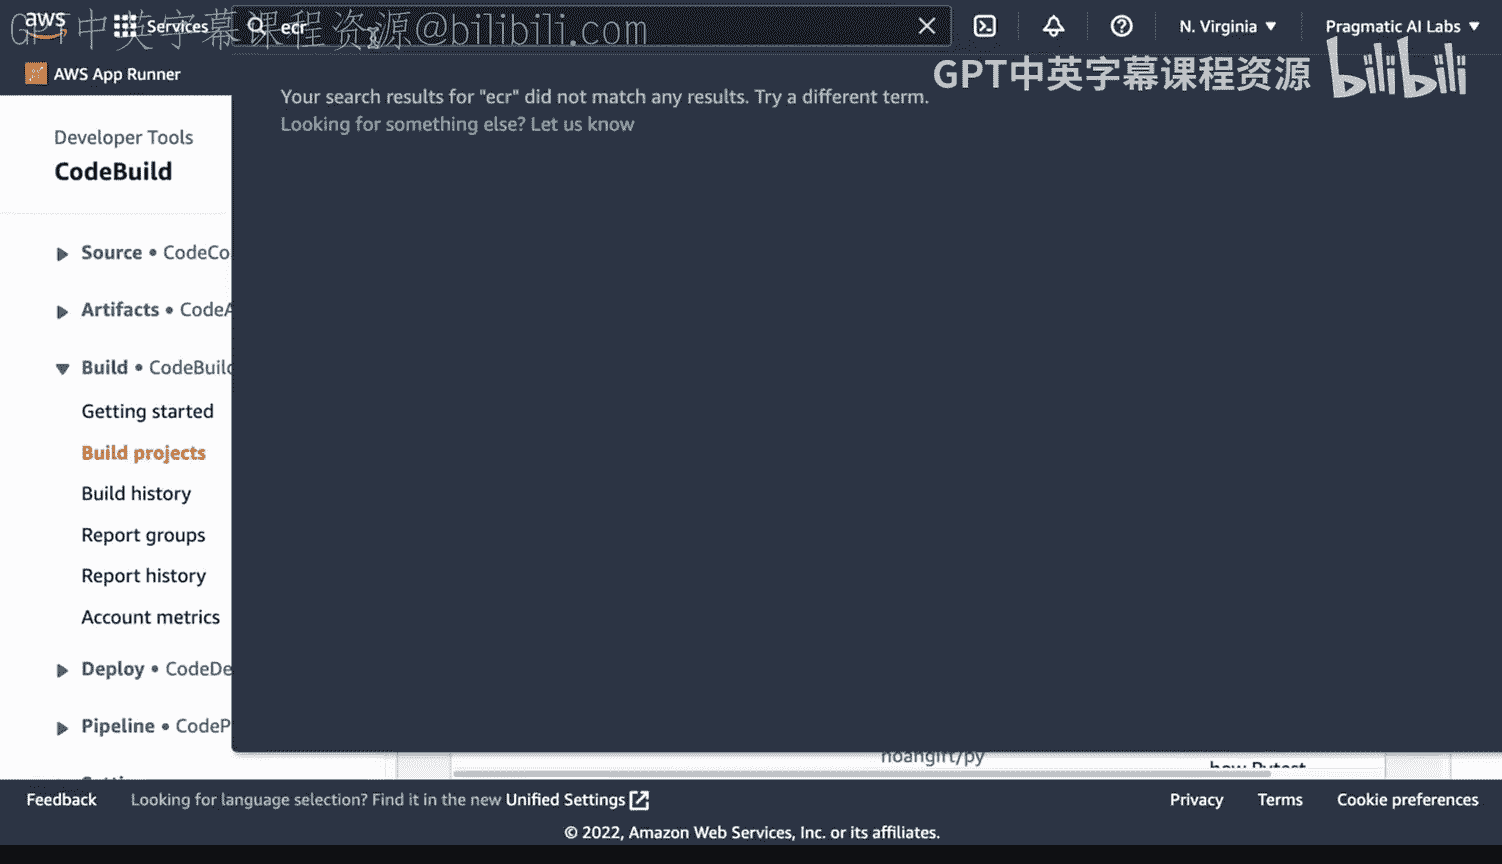 aws
Services
ecr
N. Virginia
Pragmatic AI Labs
GPT中英字幕课程资源@bilibili.com
AWS App Runner
GPT中英字幕课程资源 bilibili
Your search results for "ecr" did not match any results. Try a different term.
Looking for something else? Let us know
Developer Tools
CodeBuild
Source • CodeCo
Artifacts • CodeA
Build • CodeBuild
Getting started
Build projects
Build history
Report groups
Report history
Account metrics
Deploy • CodeDe
Pipeline • CodeP
noahgift/py
how Pytest
Feedback
Looking for language selection? Find it in the new Unified Settings
Privacy
Terms
Cookie preferences
© 2022, Amazon Web Services, Inc. or its affiliates.